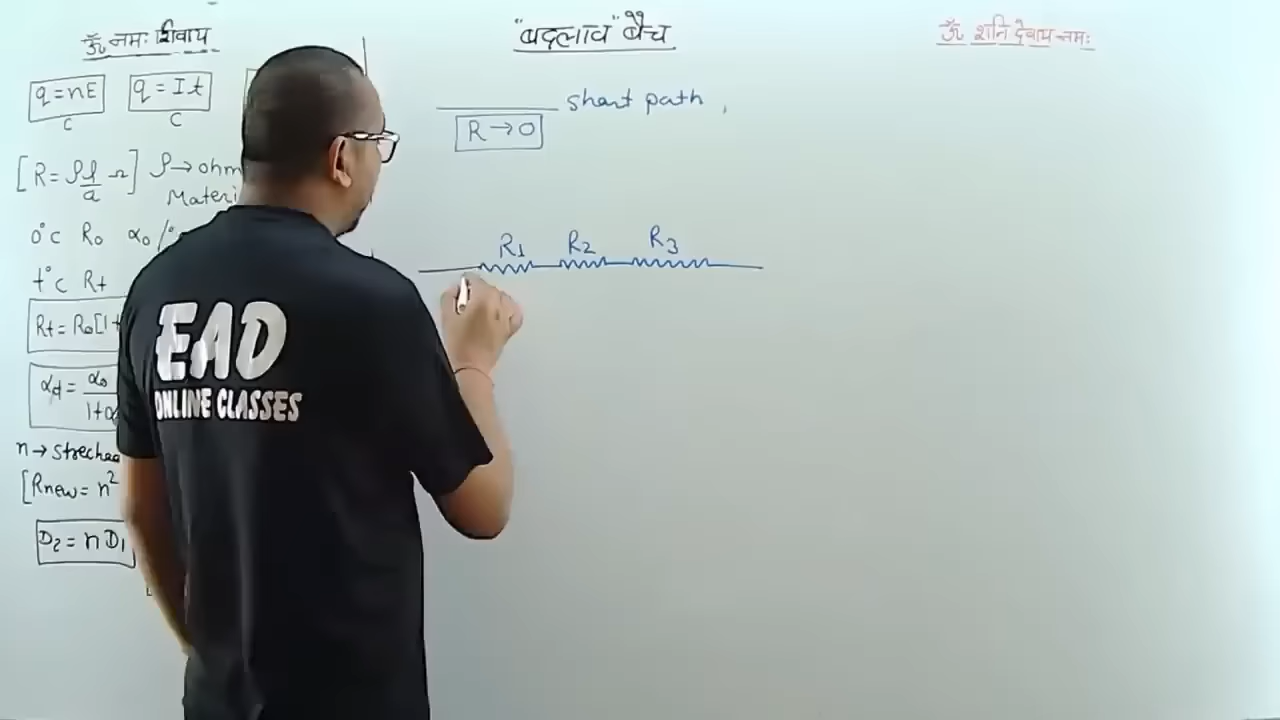 ॐ नमः शिवाय
q=nE
q=It
C
C
[R=ρl/a Ω] ρ→ohm
Materi
0°c R₀ α₀/°
t°c Rt
Rt=R₀[1+
αt=α₀/1+α
n→streched
[Rnew=n²
D₂=nD₁
"बदलाव" बैच
short path,
R→0
R₁ R₂ R₃
ॐ शनि देवाय नमः
EAD
ONLINE CLASSES